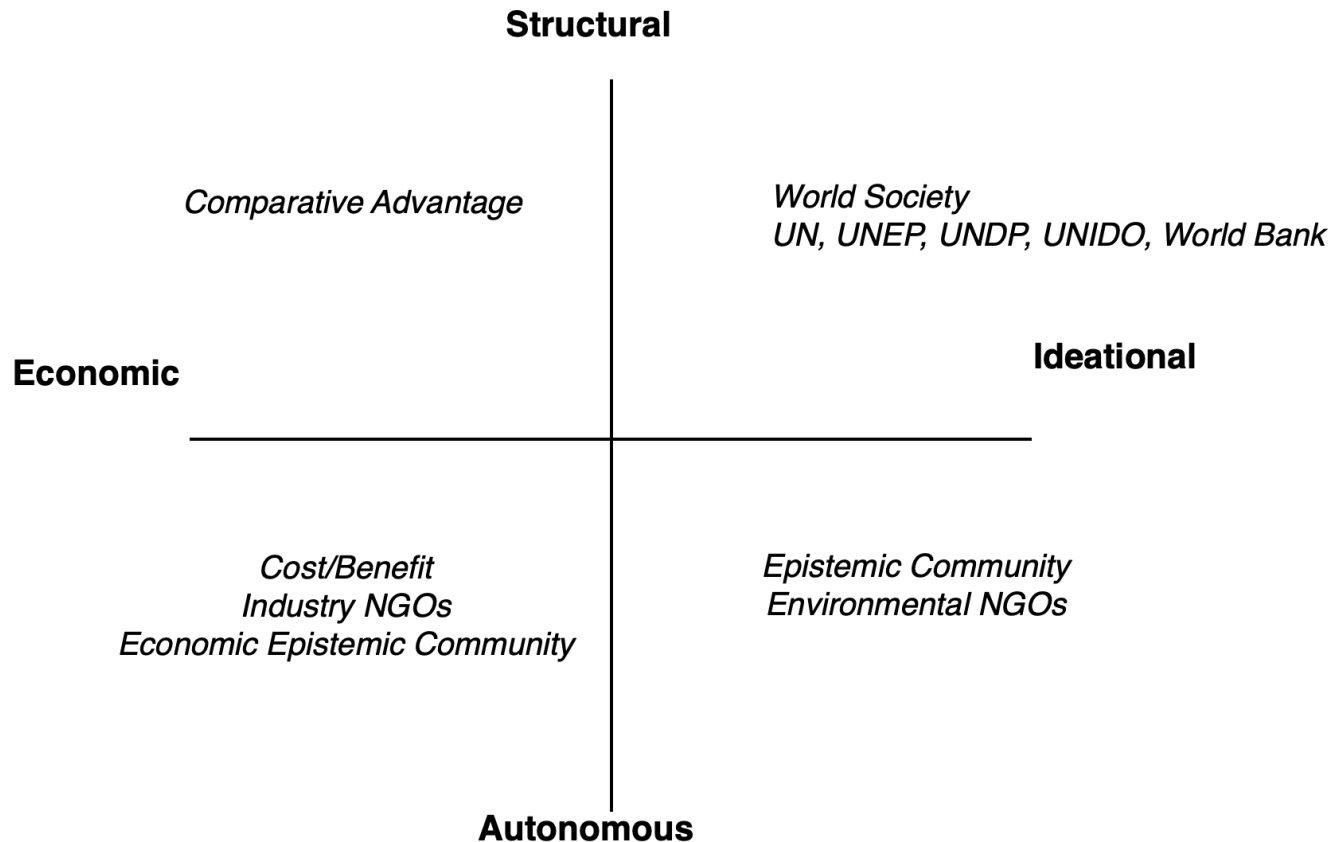 Structural
Comparative Advantage
World Society
UN, UNEP, UNDP, UNIDO, World Bank
Economic
Ideational
Cost/Benefit
Industry NGOs
Economic Epistemic Community
Epistemic Community
Environmental NGOs
Autonomous